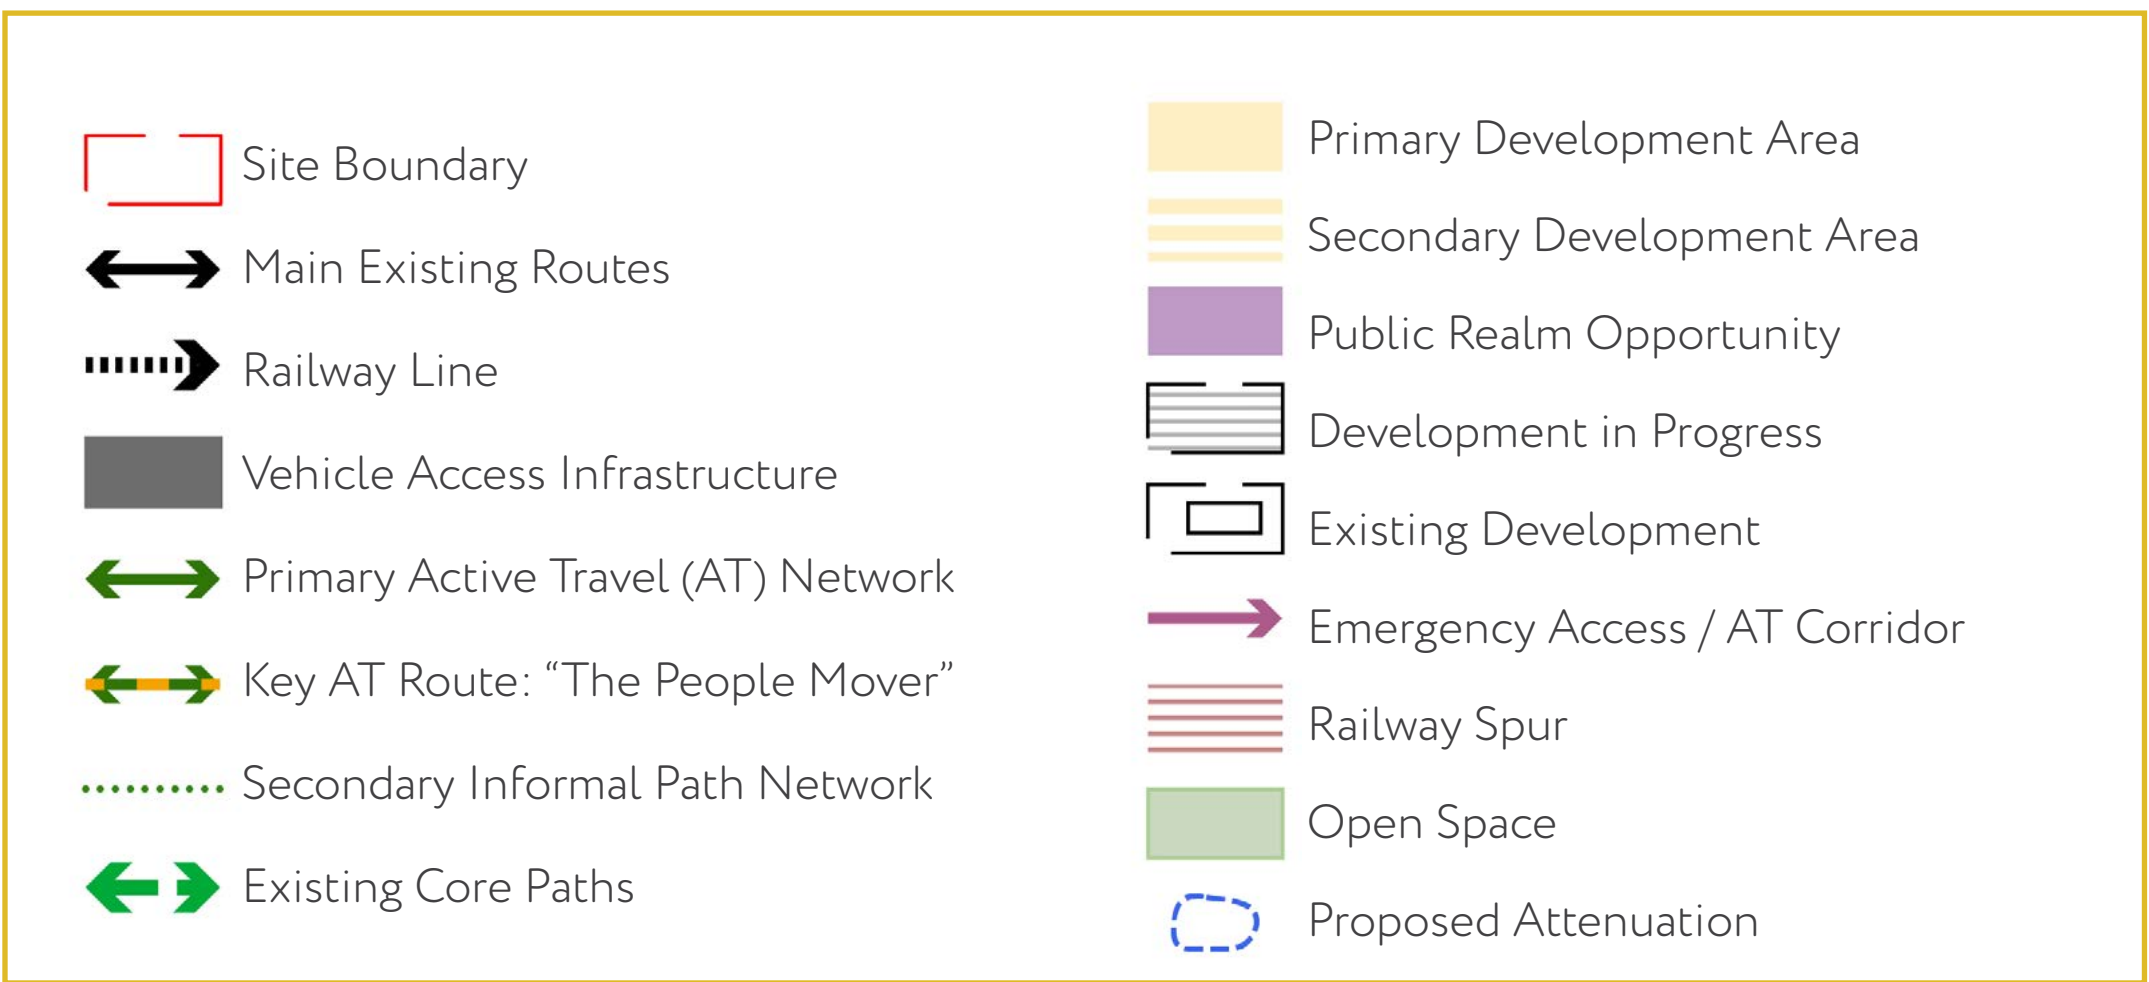 Site Boundary
Main Existing Routes
Railway Line
Vehicle Access Infrastructure
Primary Active Travel (AT) Network
Key AT Route: “The People Mover”
Secondary Informal Path Network
Existing Core Paths
Primary Development Area
Secondary Development Area
Public Realm Opportunity
Development in Progress
Existing Development
Emergency Access / AT Corridor
Railway Spur
Open Space
Proposed Attenuation